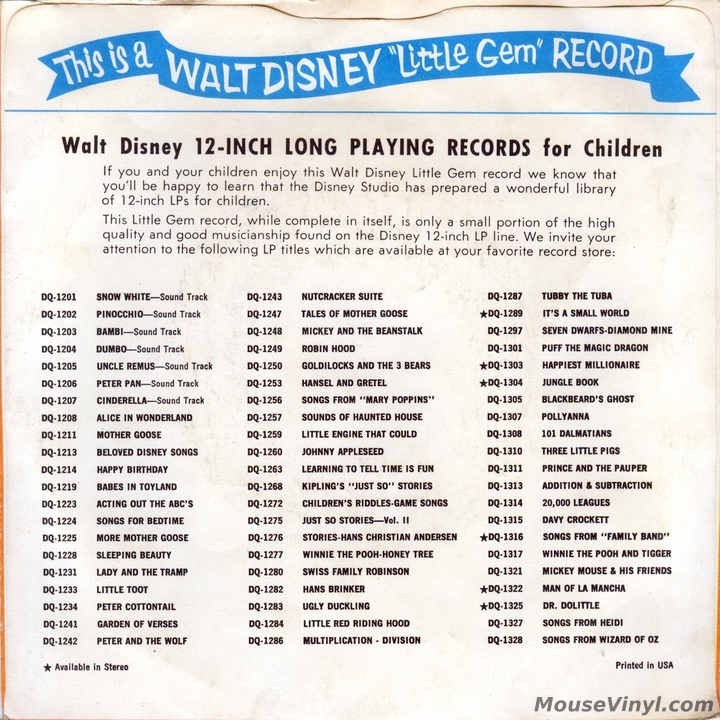 This is a WALT DISNEY "Little Gem" RECORD
Walt Disney 12-INCH LONG PLAYING RECORDS for Children
If you and your children enjoy this Walt Disney Little Gem record we know that
you'll be happy to learn that the Disney Studio has prepared a wonderful library
of 12-inch LPs for children.
This Little Gem record, while complete in itself, is only a small portion of the high
quality and good musicianship found on the Disney 12-inch LP line. We invite your
attention to the following LP titles which are available at your favorite record store:
DQ-1201 SNOW WHITE—Sound Track
DQ-1202 PINOCCHIO—Sound Track
DQ-1203 BAMBI—Sound Track
DQ-1204 DUMBO—Sound Track
DQ-1205 UNCLE REMUS—Sound Track
DQ-1206 PETER PAN—Sound Track
DQ-1207 CINDERELLA—Sound Track
DQ-1208 ALICE IN WONDERLAND
DQ-1211 MOTHER GOOSE
DQ-1213 BELOVED DISNEY SONGS
DQ-1214 HAPPY BIRTHDAY
DQ-1219 BABES IN TOYLAND
DQ-1223 ACTING OUT THE ABC'S
DQ-1224 SONGS FOR BEDTIME
DQ-1225 MORE MOTHER GOOSE
DQ-1228 SLEEPING BEAUTY
DQ-1231 LADY AND THE TRAMP
DQ-1233 LITTLE TOOT
DQ-1234 PETER COTTONTAIL
DQ-1241 GARDEN OF VERSES
DQ-1242 PETER AND THE WOLF
DQ-1243 NUTCRACKER SUITE
DQ-1247 TALES OF MOTHER GOOSE
DQ-1248 MICKEY AND THE BEANSTALK
DQ-1249 ROBIN HOOD
DQ-1250 GOLDILOCKS AND THE 3 BEARS
DQ-1253 HANSEL AND GRETEL
DQ-1256 SONGS FROM "MARY POPPINS"
DQ-1257 SOUNDS OF HAUNTED HOUSE
DQ-1259 LITTLE ENGINE THAT COULD
DQ-1260 JOHNNY APPLESEED
DQ-1263 LEARNING TO TELL TIME IS FUN
DQ-1268 KIPLING'S "JUST SO" STORIES
DQ-1272 CHILDREN'S RIDDLES-GAME SONGS
DQ-1275 JUST SO STORIES—Vol. II
DQ-1276 STORIES-HANS CHRISTIAN ANDERSEN
DQ-1277 WINNIE THE POOH-HONEY TREE
DQ-1280 SWISS FAMILY ROBINSON
DQ-1282 HANS BRINKER
DQ-1283 UGLY DUCKLING
DQ-1284 LITTLE RED RIDING HOOD
DQ-1286 MULTIPLICATION - DIVISION
DQ-1287 TUBBY THE TUBA
★DQ-1289 IT'S A SMALL WORLD
DQ-1297 SEVEN DWARFS-DIAMOND MINE
DQ-1301 PUFF THE MAGIC DRAGON
★DQ-1303 HAPPIEST MILLIONAIRE
★DQ-1304 JUNGLE BOOK
DQ-1305 BLACKBEARD'S GHOST
DQ-1307 POLLYANNA
DQ-1308 101 DALMATIANS
DQ-1310 THREE LITTLE PIGS
DQ-1311 PRINCE AND THE PAUPER
DQ-1313 ADDITION & SUBTRACTION
DQ-1314 20,000 LEAGUES
DQ-1315 DAVY CROCKETT
★DQ-1316 SONGS FROM "FAMILY BAND"
DQ-1317 WINNIE THE POOH AND TIGGER
DQ-1321 MICKEY MOUSE & HIS FRIENDS
★DQ-1322 MAN OF LA MANCHA
★DQ-1325 DR. DOLITTLE
DQ-1327 SONGS FROM HEIDI
DQ-1328 SONGS FROM WIZARD OF OZ
★ Available in Stereo
Printed in USA
MouseVinyl.com